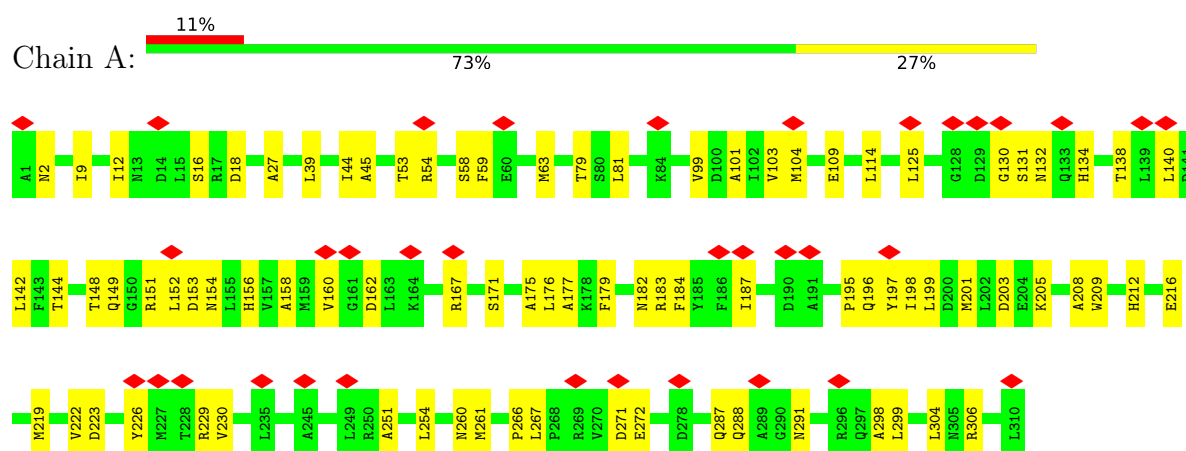 11%
Chain A:
73% 27%
A1 N2 I9 I12 N13 D14 L15 S16 R17 D18 A27 L39 I44 A45 T53 R54 S58 F59 E60 M63 T79 S80 L81 K84 V99 D100 A101 I102 V103 M104 E109 L114 L125 G128 D129 G130 S131 N132 Q133 H134 T138 L139 L140 D141
L142 F143 T144 T148 Q149 G150 R151 L152 D153 N154 L155 H156 V157 A158 M159 V160 G161 D162 L163 K164 R167 S171 A175 L176 A177 K178 F179 N182 R183 F184 Y185 F186 I187 D190 A191 P195 Q196 Y197 I198 L199 D200 M201 L202 D203 E204 K205 A208 W209 H212 E216
M219 V222 D223 Y226 M227 T228 R229 V230 L235 A245 L249 R250 A251 L254 N260 M261 P266 L267 P268 R269 V270 D271 E272 D278 Q287 Q288 A289 G290 N291 R296 Q297 A298 L299 L304 N305 R306 L310